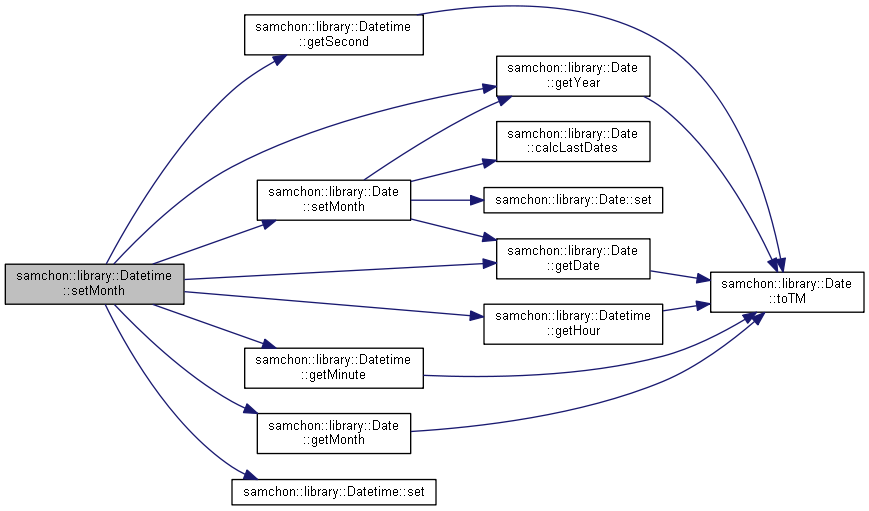 samchon::library::Datetime
::getSecond
samchon::library::Date
::getYear
samchon::library::Date
::calcLastDates
samchon::library::Date
::setMonth
samchon::library::Date::set
samchon::library::Date
::getDate
samchon::library::Datetime
::setMonth
samchon::library::Date
::toTM
samchon::library::Datetime
::getHour
samchon::library::Datetime
::getMinute
samchon::library::Date
::getMonth
samchon::library::Datetime::set